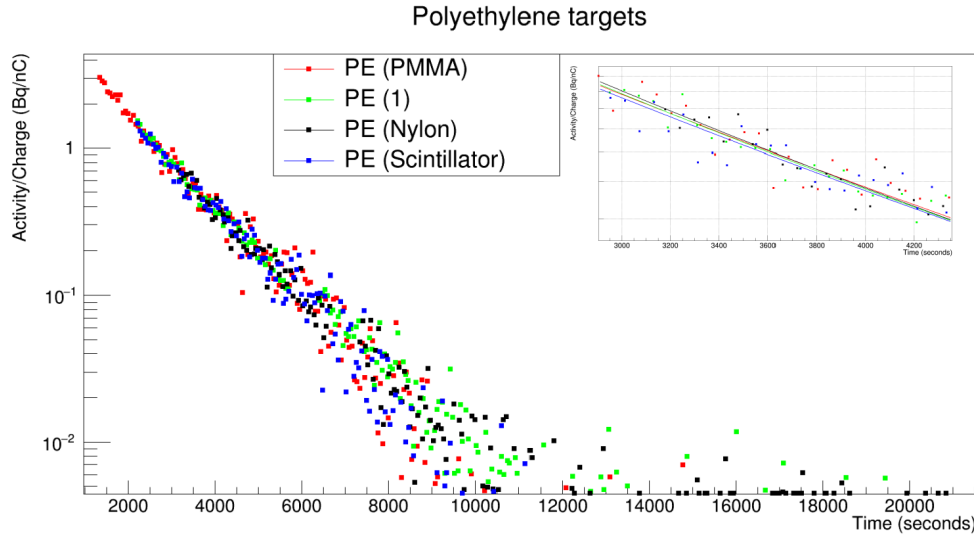 Polyethylene targets
Activity/Charge (Bq/nC)
PE (PMMA)
PE (1)
PE (Nylon)
PE (Scintillator)
1
10⁻¹
10⁻²
2000 4000 6000 8000 10000 12000 14000 16000 18000 20000
Time (seconds)
Activity/Charge (Bq/nC)
3000 3200 3400 3600 3800 4000 4200
Time (seconds)